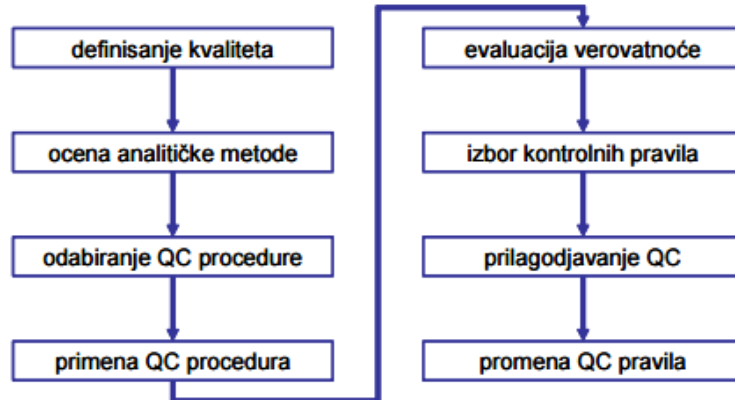 definisanje kvaliteta
ocena analitičke metode
odabiranje QC procedure
primena QC procedura
evaluacija verovatnoće
izbor kontrolnih pravila
prilagodjavanje QC
promena QC pravila